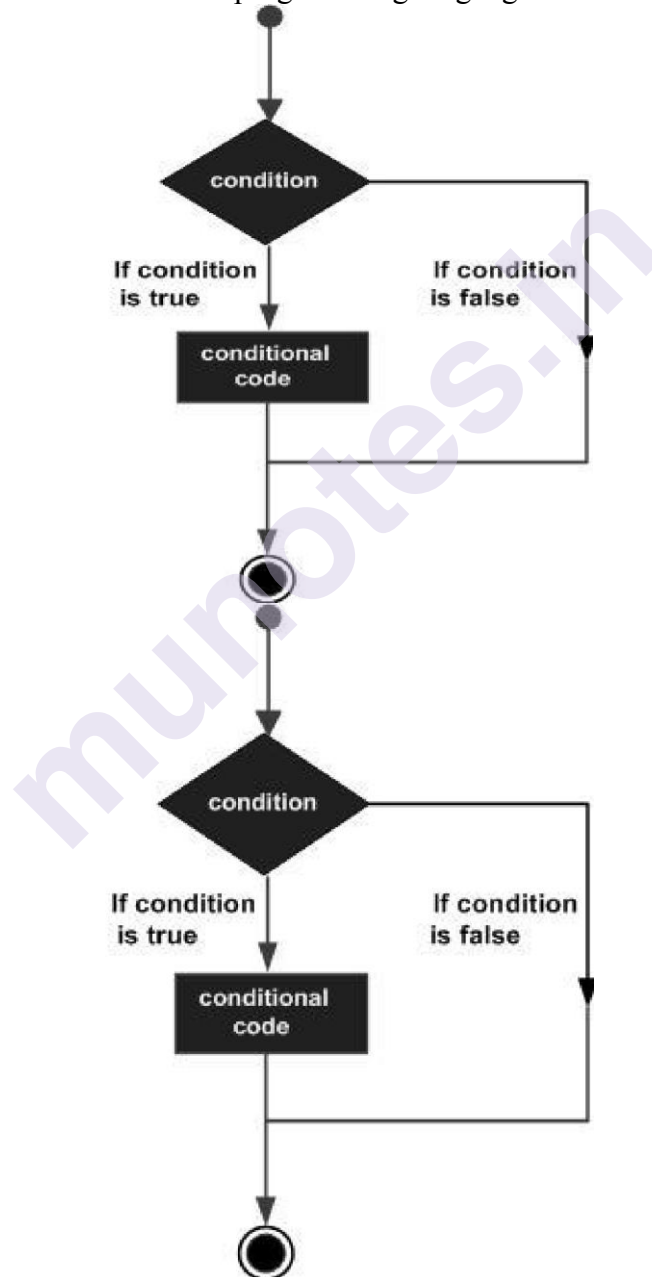 condition
If condition
is true
If condition
is false
conditional
code
condition
If condition
is true
If condition
is false
conditional
code
munotes.in